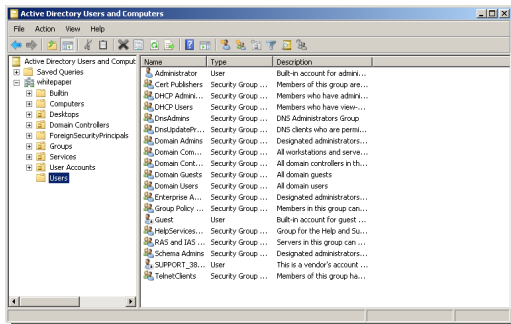 Active Directory Users and Computers
File Action View Help
Active Directory Users and Comput
Saved Queries
whitepaper
Builtin
Computers
Desktops
Domain Controllers
ForeignSecurityPrincipals
Groups
Services
User Accounts
Users
Name Type Description
Administrator User Built-in account for admini...
Cert Publishers Security Group ... Members of this group are...
DHCP Admini... Security Group ... Members who have admini...
DHCP Users Security Group ... Members who have view-...
DnsAdmins Security Group ... DNS Administrators Group
DnsUpdatePr... Security Group ... DNS clients who are permi...
Domain Admins Security Group ... Designated administrators...
Domain Com... Security Group ... All workstations and serve...
Domain Cont... Security Group ... All domain controllers in th...
Domain Guests Security Group ... All domain guests
Domain Users Security Group ... All domain users
Enterprise A... Security Group ... Designated administrators...
Group Policy ... Security Group ... Members in this group can...
Guest User Built-in account for guest ...
HelpServices... Security Group ... Group for the Help and Su...
RAS and IAS ... Security Group ... Servers in this group can ...
Schema Admins Security Group ... Designated administrators...
SUPPORT_38... User This is a vendor's account ...
TelnetClients Security Group ... Members of this group ha...